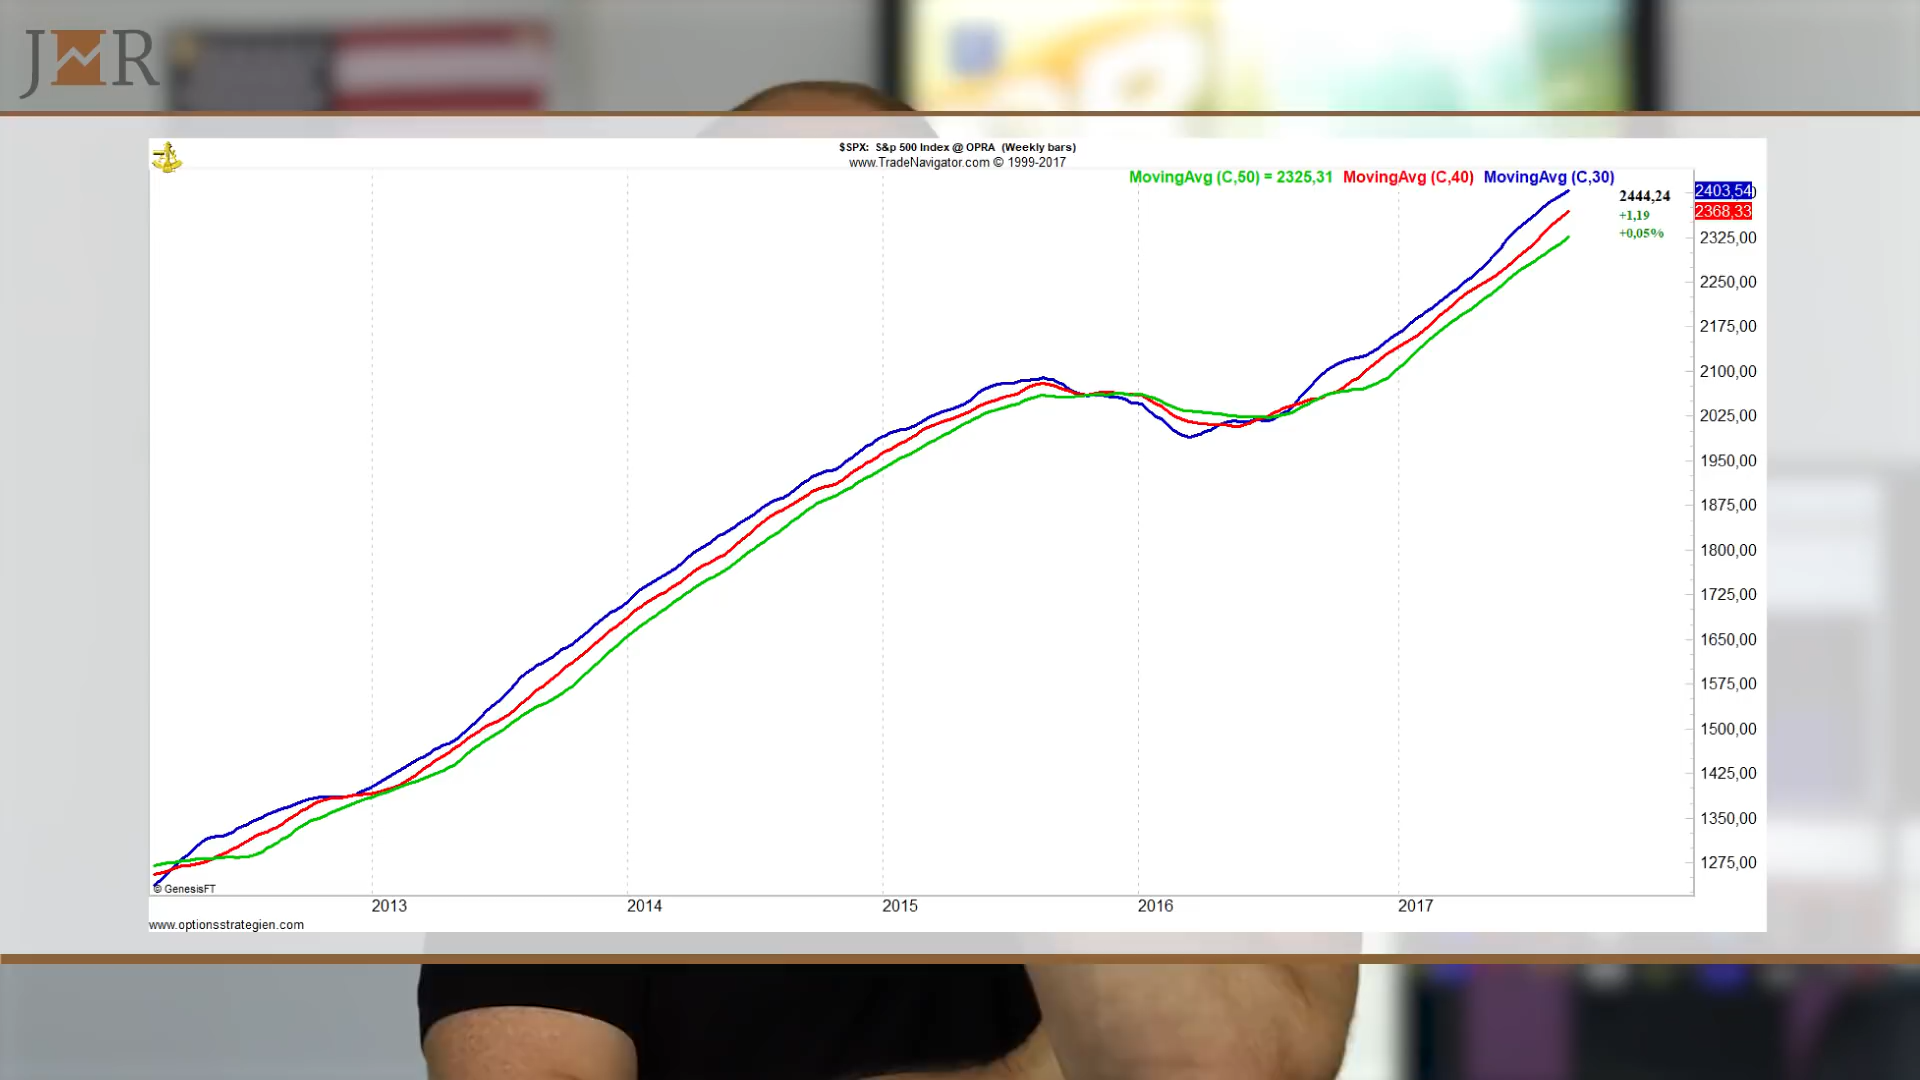 JMR
$SPX: S&p 500 Index @ OPRA (Weekly bars)
www.TradeNavigator.com © 1999-2017
MovingAvg (C,50) = 2325,31 MovingAvg (C,40) MovingAvg (C,30)
2444,24
+1,19
+0,05%
2403,54
2368,33
2325,00
2250,00
2175,00
2100,00
2025,00
1950,00
1875,00
1800,00
1725,00
1650,00
1575,00
1500,00
1425,00
1350,00
1275,00
© GenesisFT
2013 2014 2015 2016 2017
www.optionsstrategien.com